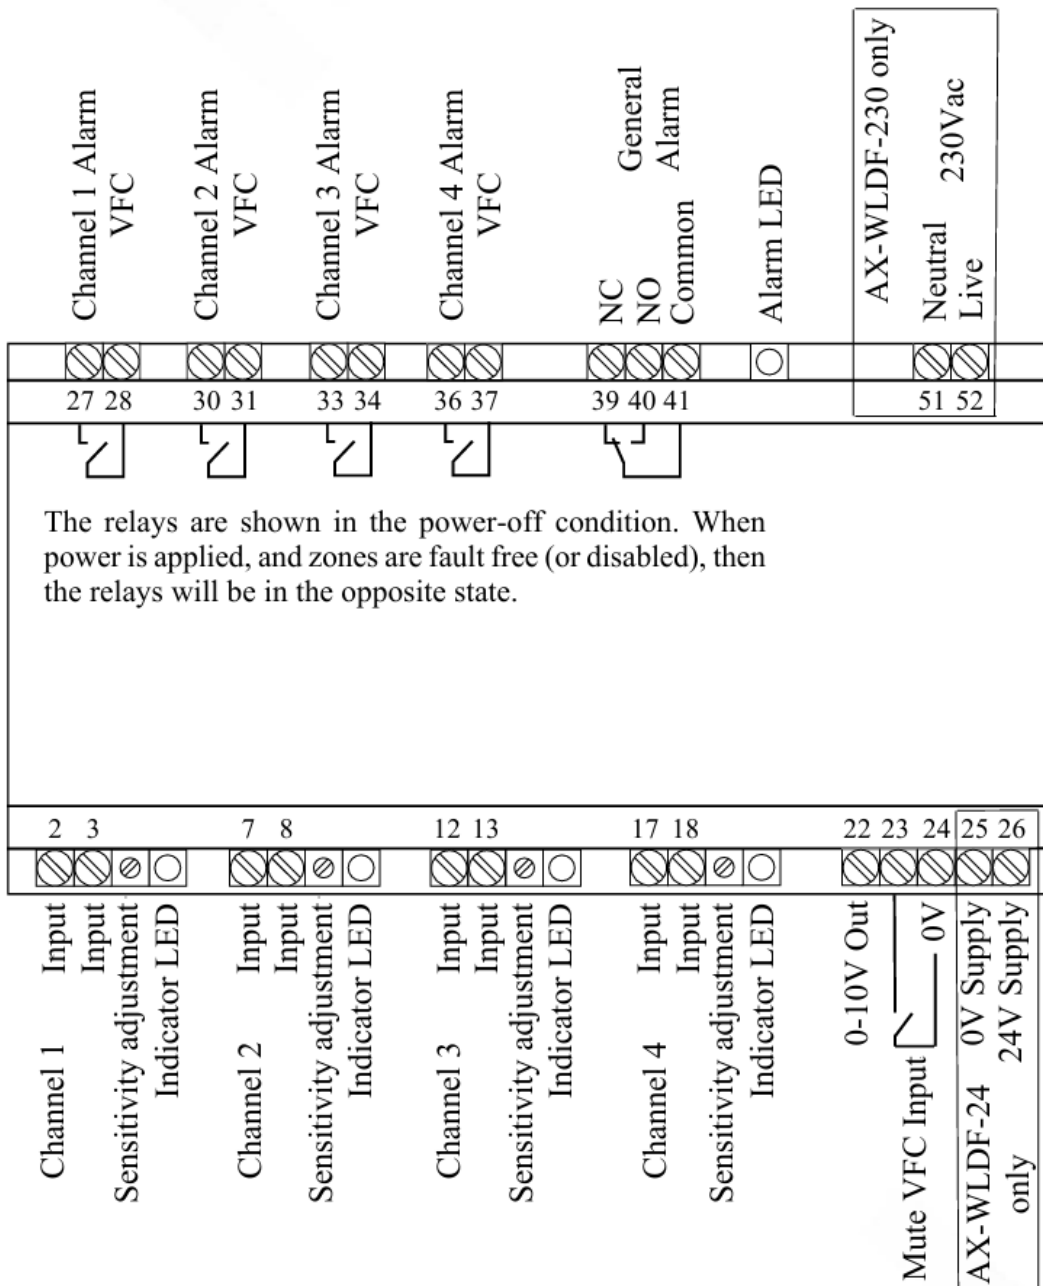 Channel 1 Alarm
VFC
Channel 2 Alarm
VFC
Channel 3 Alarm
VFC
Channel 4 Alarm
VFC
General
Alarm
NC
NO
Common
Alarm LED
AX-WLDF-230 only
230Vac
Neutral
Live
27 28 30 31 33 34 36 37 39 40 41 51 52
The relays are shown in the power-off condition. When
power is applied, and zones are fault free (or disabled), then
the relays will be in the opposite state.
2 3 7 8 12 13 17 18 22 23 24 25 26
Channel 1
Input
Input
Sensitivity adjustment
Indicator LED
Channel 2
Input
Input
Sensitivity adjustment
Indicator LED
Channel 3
Input
Input
Sensitivity adjustment
Indicator LED
Channel 4
Input
Input
Sensitivity adjustment
Indicator LED
0-10V Out
Mute VFC Input
0V
0V Supply
24V Supply
AX-WLDF-24
only